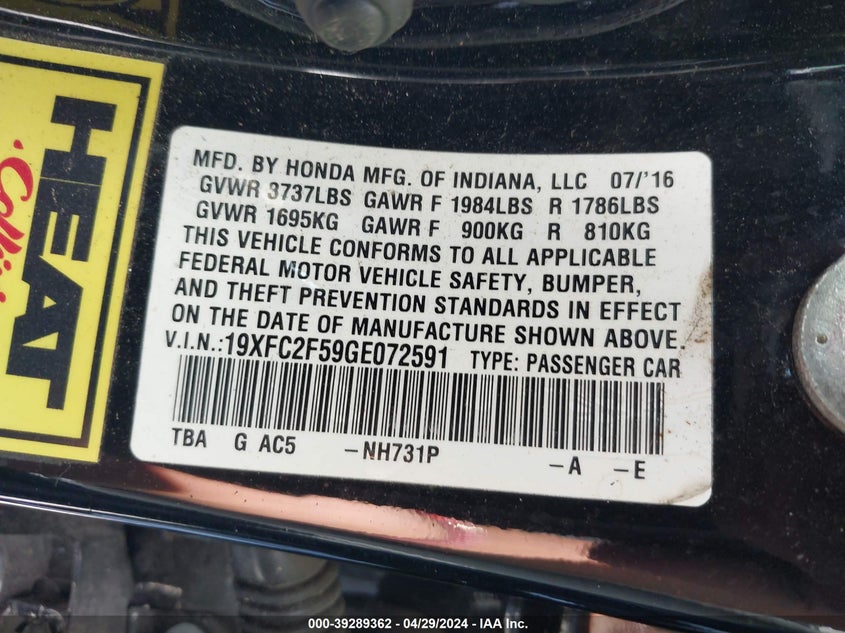 HEAT
MFD. BY HONDA MFG. OF INDIANA, LLC 07/'16
GVWR 3737LBS GAWR F 1984LBS R 1786LBS
GVWR 1695KG GAWR F 900KG R 810KG
THIS VEHICLE CONFORMS TO ALL APPLICABLE
FEDERAL MOTOR VEHICLE SAFETY, BUMPER,
AND THEFT PREVENTION STANDARDS IN EFFECT
ON THE DATE OF MANUFACTURE SHOWN ABOVE.
V.I.N.:19XFC2F59GE072591 TYPE: PASSENGER CAR
TBA G AC5 -NH731P -A -E
000-39289362 - 04/29/2024 - IAA Inc.